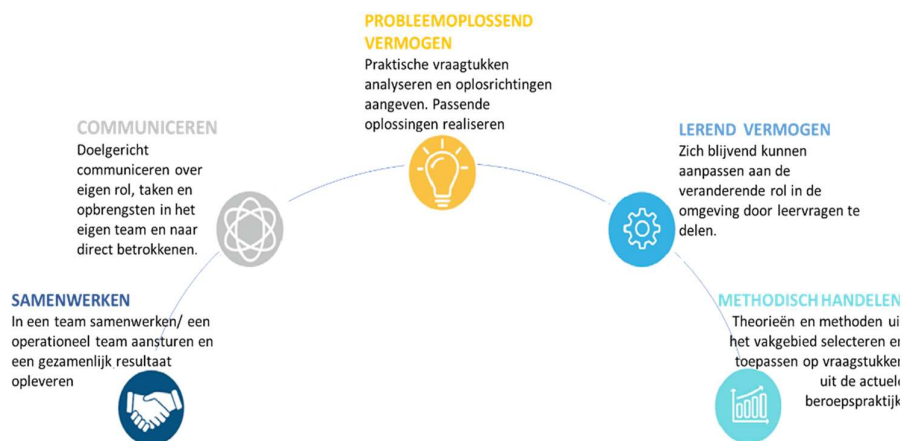 PROBLEEMOPLOSSEND
VERMOGEN
Praktische vraagtukken
analyseren en oplosrichtingen
aangeven. Passende
oplossingen realiseren
COMMUNICEREN
Doelgericht
communiceren over
eigen rol, taken en
opbrengsten in het
eigen team en naar
direct betrokkenen.
LEREND VERMOGEN
Zich blijvend kunnen
aanpassen aan de
veranderende rol in de
omgeving door leervragen te
delen.
SAMENWERKEN
In een team samenwerken/ een
operationeel team aansturen en
een gezamenlijk resultaat
opleveren
METHODISCH HANDELEN
Theorieën en methoden ui
het vakgebied selecteren en
toepassen op vraagstukken
uit de actuele
beroepspraktijk